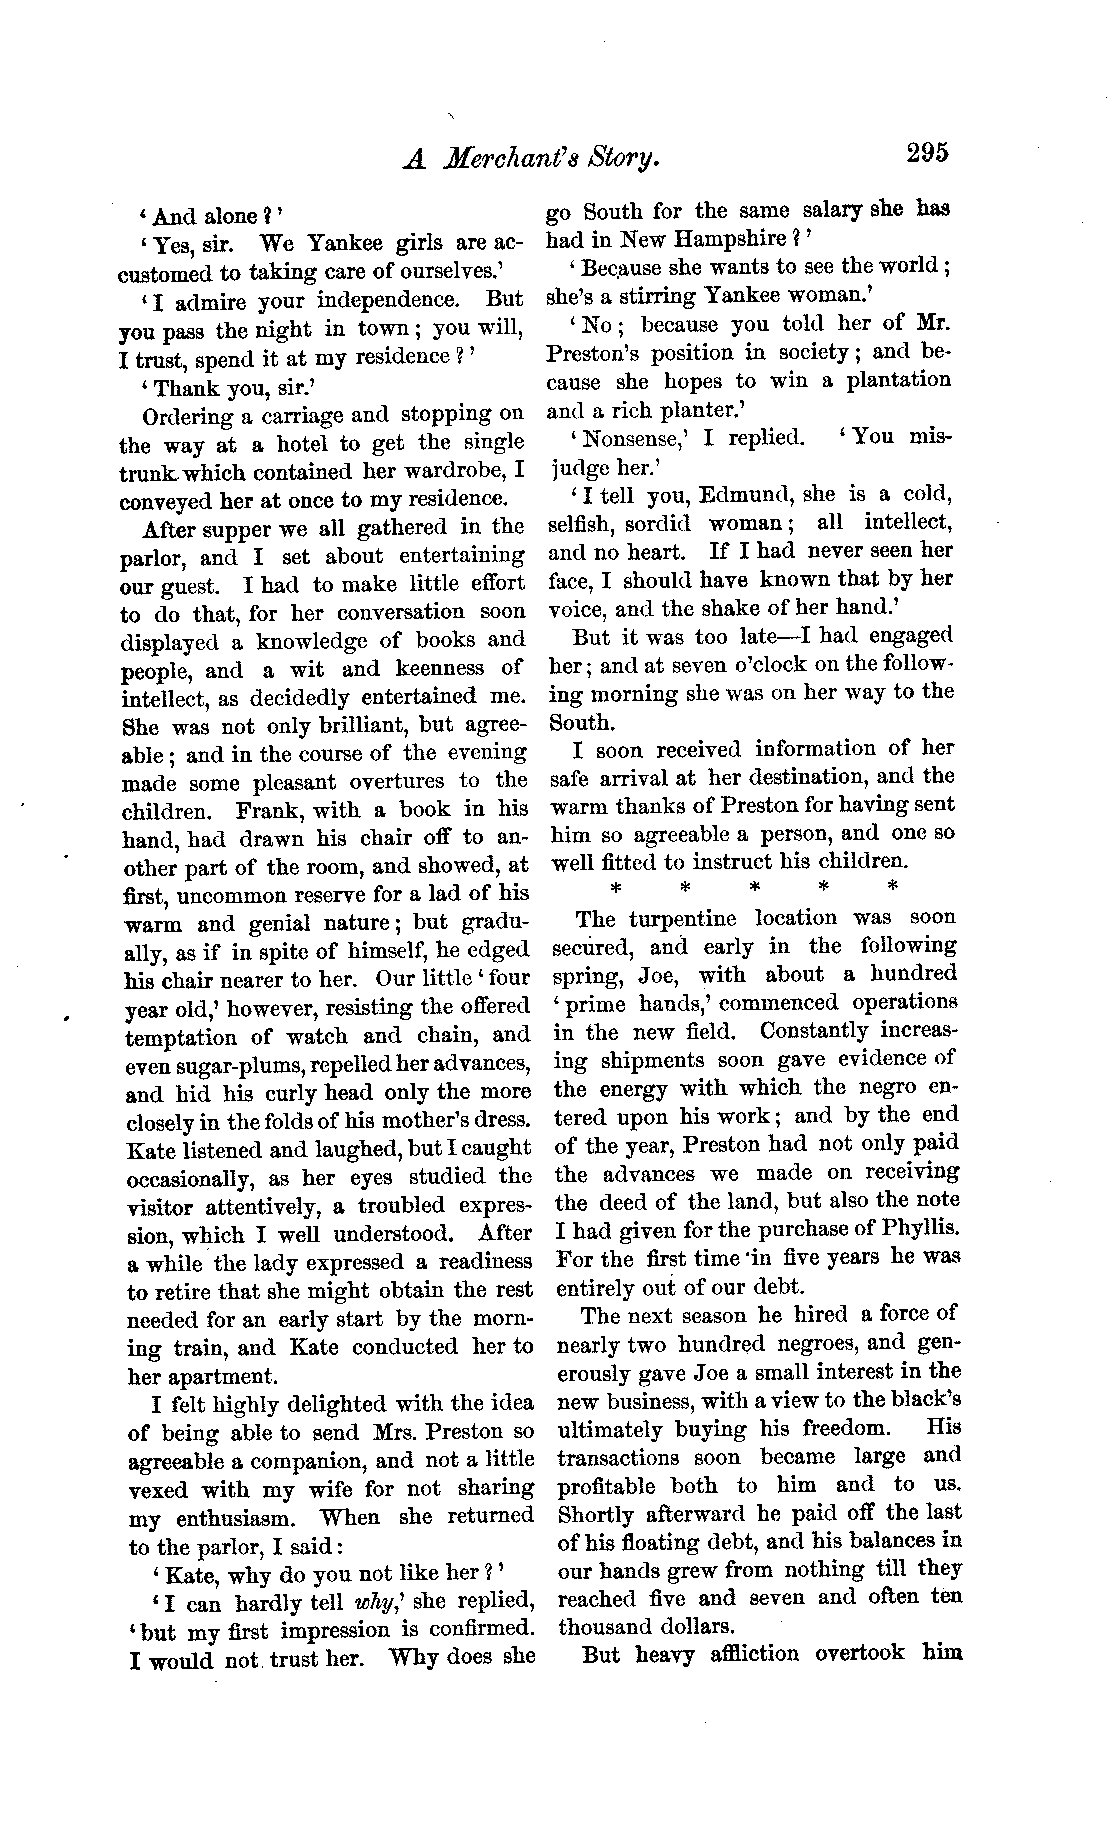 A Merchant's Story.
295
'And alone?'
'Yes, sir. We Yankee girls are ac-
customed to taking care of ourselves.'
'I admire your independence. But
you pass the night in town; you will,
I trust, spend it at my residence?'
'Thank you, sir.'
Ordering a carriage and stopping on
the way at a hotel to get the single
trunk which contained her wardrobe, I
conveyed her at once to my residence.
After supper we all gathered in the
parlor, and I set about entertaining
our guest. I had to make little effort
to do that, for her conversation soon
displayed a knowledge of books and
people, and a wit and keenness of
intellect, as decidedly entertained me.
She was not only brilliant, but agree-
able; and in the course of the evening
made some pleasant overtures to the
children. Frank, with a book in his
hand, had drawn his chair off to an-
other part of the room, and showed, at
first, uncommon reserve for a lad of his
warm and genial nature; but gradu-
ally, as if in spite of himself, he edged
his chair nearer to her. Our little 'four
year old,' however, resisting the offered
temptation of watch and chain, and
even sugar-plums, repelled her advances,
and hid his curly head only the more
closely in the folds of his mother's dress.
Kate listened and laughed, but I caught
occasionally, as her eyes studied the
visitor attentively, a troubled expres-
sion, which I well understood. After
a while the lady expressed a readiness
to retire that she might obtain the rest
needed for an early start by the morn-
ing train, and Kate conducted her to
her apartment.
I felt highly delighted with the idea
of being able to send Mrs. Preston so
agreeable a companion, and not a little
vexed with my wife for not sharing
my enthusiasm. When she returned
to the parlor, I said:
'Kate, why do you not like her?'
'I can hardly tell why,' she replied,
'but my first impression is confirmed.
I would not trust her. Why does she
go South for the same salary she has
had in New Hampshire?'
'Because she wants to see the world;
she's a stirring Yankee woman.'
'No; because you told her of Mr.
Preston's position in society; and be-
cause she hopes to win a plantation
and a rich planter.'
'Nonsense,' I replied. 'You mis-
judge her.'
'I tell you, Edmund, she is a cold,
selfish, sordid woman; all intellect,
and no heart. If I had never seen her
face, I should have known that by her
voice, and the shake of her hand.'
But it was too late—I had engaged
her; and at seven o'clock on the follow-
ing morning she was on her way to the
South.
I soon received information of her
safe arrival at her destination, and the
warm thanks of Preston for having sent
him so agreeable a person, and one so
well fitted to instruct his children.
* * * * *
The turpentine location was soon
secured, and early in the following
spring, Joe, with about a hundred
'prime hands,' commenced operations
in the new field. Constantly increas-
ing shipments soon gave evidence of
the energy with which the negro en-
tered upon his work; and by the end
of the year, Preston had not only paid
the advances we made on receiving
the deed of the land, but also the note
I had given for the purchase of Phyllis.
For the first time in five years he was
entirely out of our debt.
The next season he hired a force of
nearly two hundred negroes, and gen-
erously gave Joe a small interest in the
new business, with a view to the black's
ultimately buying his freedom. His
transactions soon became large and
profitable both to him and to us.
Shortly afterward he paid off the last
of his floating debt, and his balances in
our hands grew from nothing till they
reached five and seven and often ten
thousand dollars.
But heavy affliction overtook him